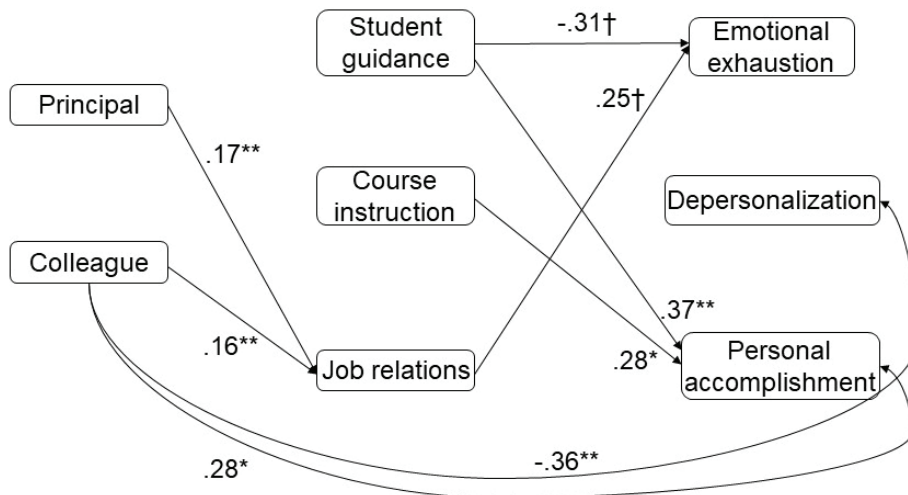 Student
guidance
-.31†
Emotional
exhaustion
Principal
.25†
.17**
Course
instruction
Depersonalization
Colleague
.37**
.16**
Job relations
.28*
Personal
accomplishment
.28*
-.36**